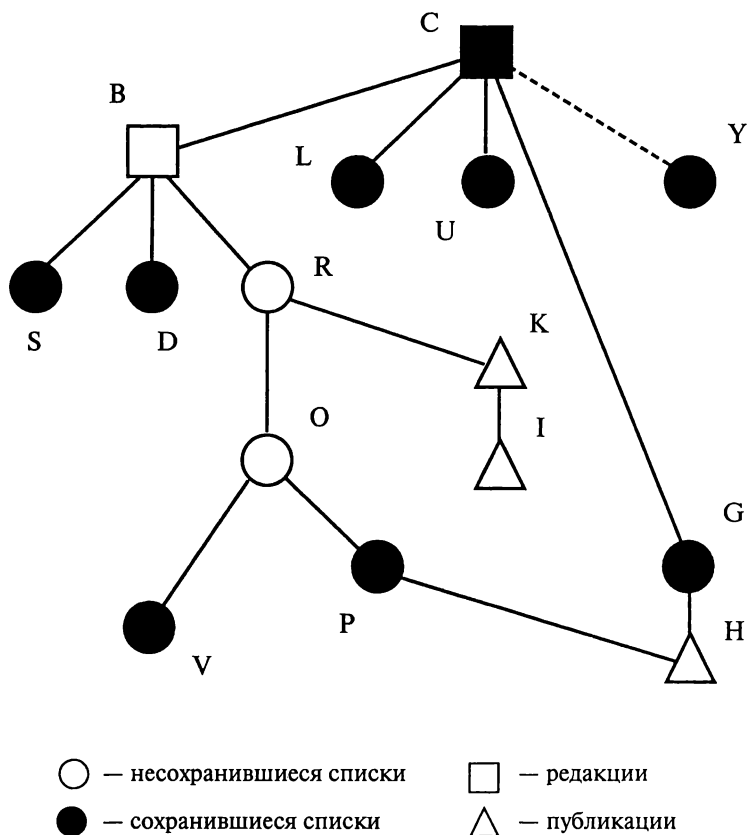 C
B
Y
L
U
R
S
D
K
O
I
G
P
H
V
— несохранившиеся списки
— редакции
— сохранившиеся списки
— публикации